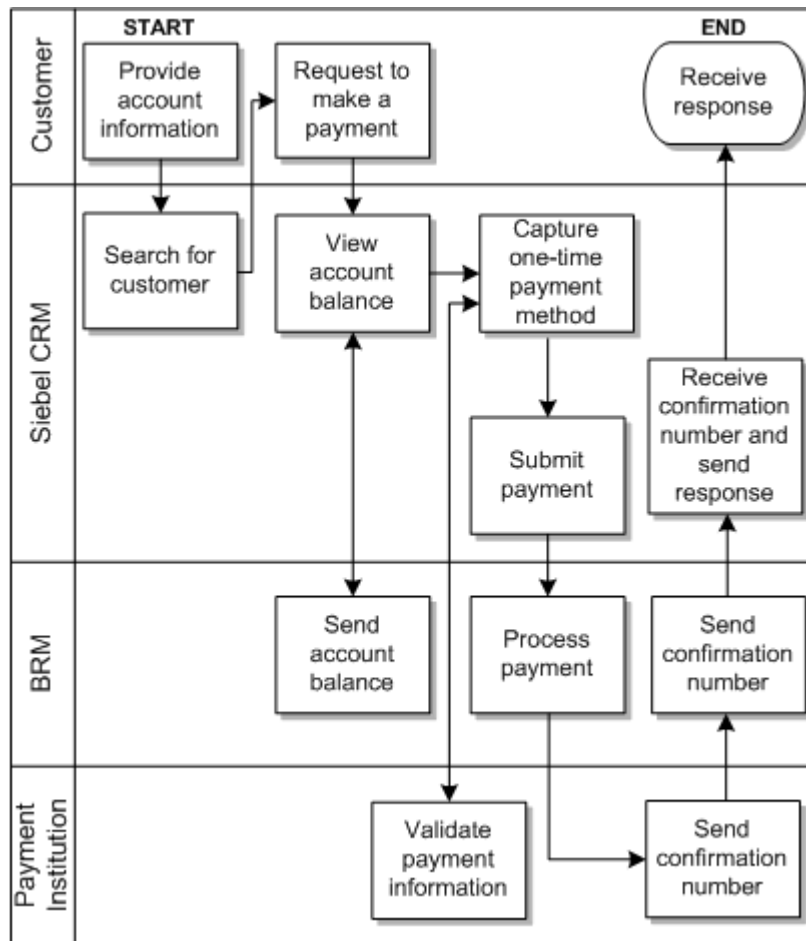 START
END
Customer
Provide
account
information
Request to
make a
payment
Receive
response
Siebel CRM
Search for
customer
View
account
balance
Capture
one-time
payment
method
Submit
payment
Receive
confirmation
number and
send
response
BRM
Send
account
balance
Process
payment
Send
confirmation
number
Payment
Institution
Validate
payment
information
Send
confirmation
number